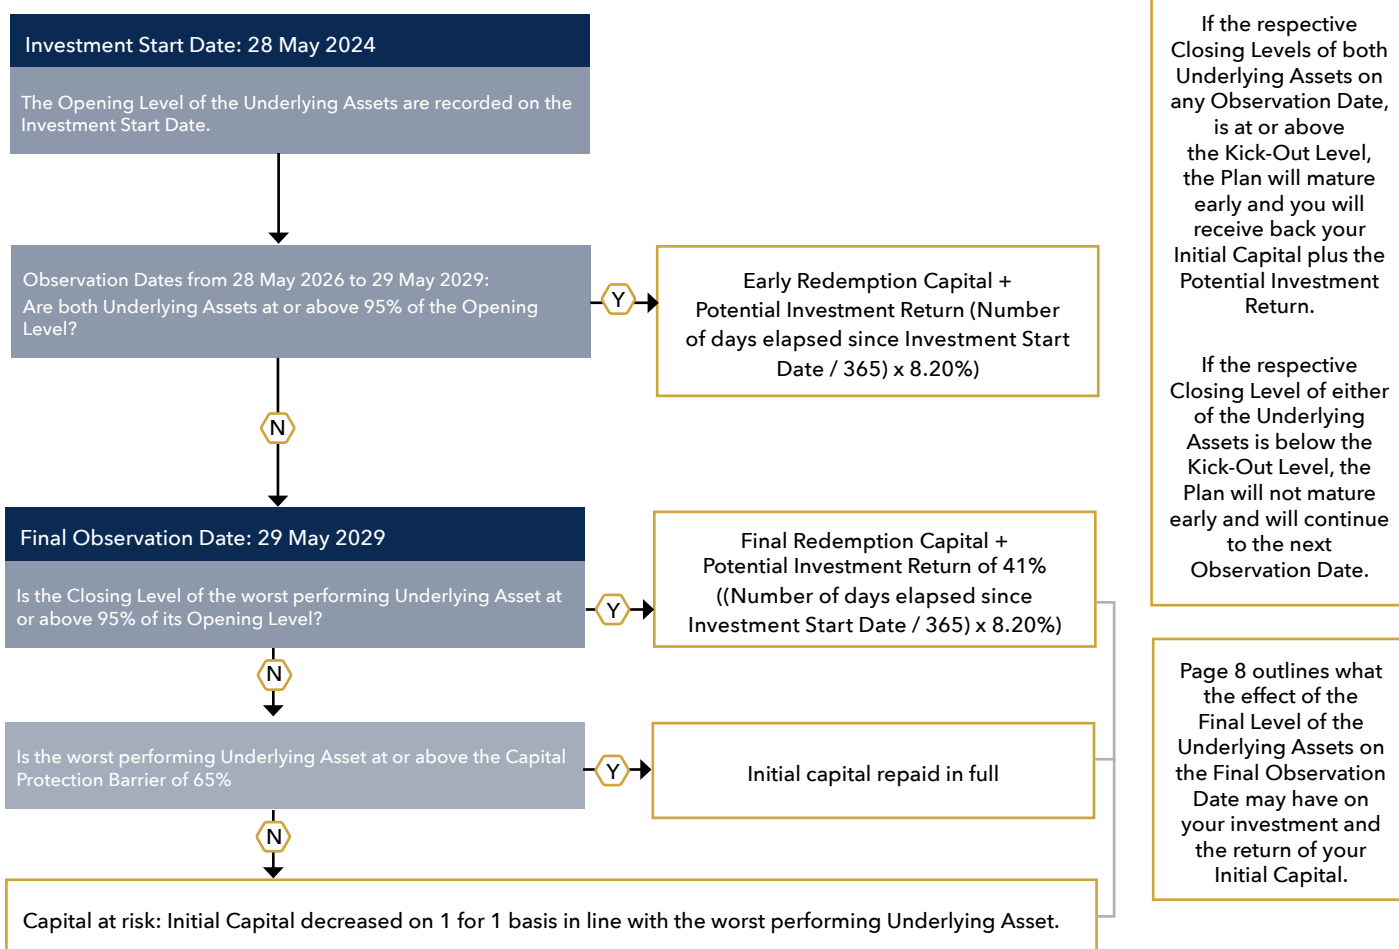 Investment Start Date: 28 May 2024
The Opening Level of the Underlying Assets are recorded on the
Investment Start Date.
Observation Dates from 28 May 2026 to 29 May 2029:
Are both Underlying Assets at or above 95% of the Opening
Level?
Y
Early Redemption Capital +
Potential Investment Return (Number
of days elapsed since Investment Start
Date / 365) x 8.20%)
N
Final Observation Date: 29 May 2029
Is the Closing Level of the worst performing Underlying Asset at
or above 95% of its Opening Level?
Y
Final Redemption Capital +
Potential Investment Return of 41%
((Number of days elapsed since
Investment Start Date / 365) x 8.20%)
N
Is the worst performing Underlying Asset at or above the Capital
Protection Barrier of 65%
Y
Initial capital repaid in full
N
Capital at risk: Initial Capital decreased on 1 for 1 basis in line with the worst performing Underlying Asset.
If the respective
Closing Levels of both
Underlying Assets on
any Observation Date,
is at or above
the Kick-Out Level,
the Plan will mature
early and you will
receive back your
Initial Capital plus the
Potential Investment
Return.
If the respective
Closing Level of either
of the Underlying
Assets is below the
Kick-Out Level, the
Plan will not mature
early and will continue
to the next
Observation Date.
Page 8 outlines what
the effect of the
Final Level of the
Underlying Assets on
the Final Observation
Date may have on
your investment and
the return of your
Initial Capital.